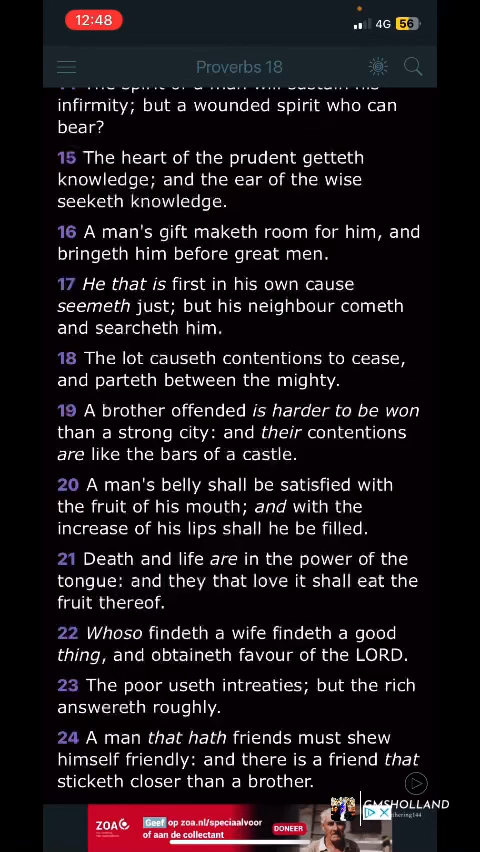 12:48
4G
56
Proverbs 18
14 The spirit of a man will sustain his
infirmity; but a wounded spirit who can
bear?
15 The heart of the prudent getteth
knowledge; and the ear of the wise
seeketh knowledge.
16 A man's gift maketh room for him, and
bringeth him before great men.
17 He that is first in his own cause
seemeth just; but his neighbour cometh
and searcheth him.
18 The lot causeth contentions to cease,
and parteth between the mighty.
19 A brother offended is harder to be won
than a strong city: and their contentions
are like the bars of a castle.
20 A man's belly shall be satisfied with
the fruit of his mouth; and with the
increase of his lips shall he be filled.
21 Death and life are in the power of the
tongue: and they that love it shall eat the
fruit thereof.
22 Whoso findeth a wife findeth a good
thing, and obtaineth favour of the LORD.
23 The poor useth intreaties; but the rich
answereth roughly.
24 A man that hath friends must shew
himself friendly: and there is a friend that
sticketh closer than a brother.
GMSHOLLAND
ZOA
Geef op zoa.nl/speciaalvoor
of aan de collectant
DONEER